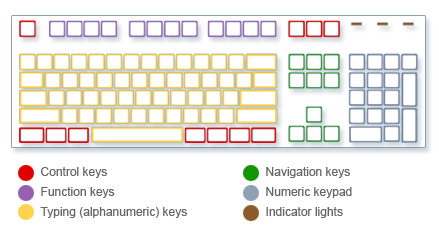 Control keys
Function keys
Typing (alphanumeric) keys
Navigation keys
Numeric keypad
Indicator lights